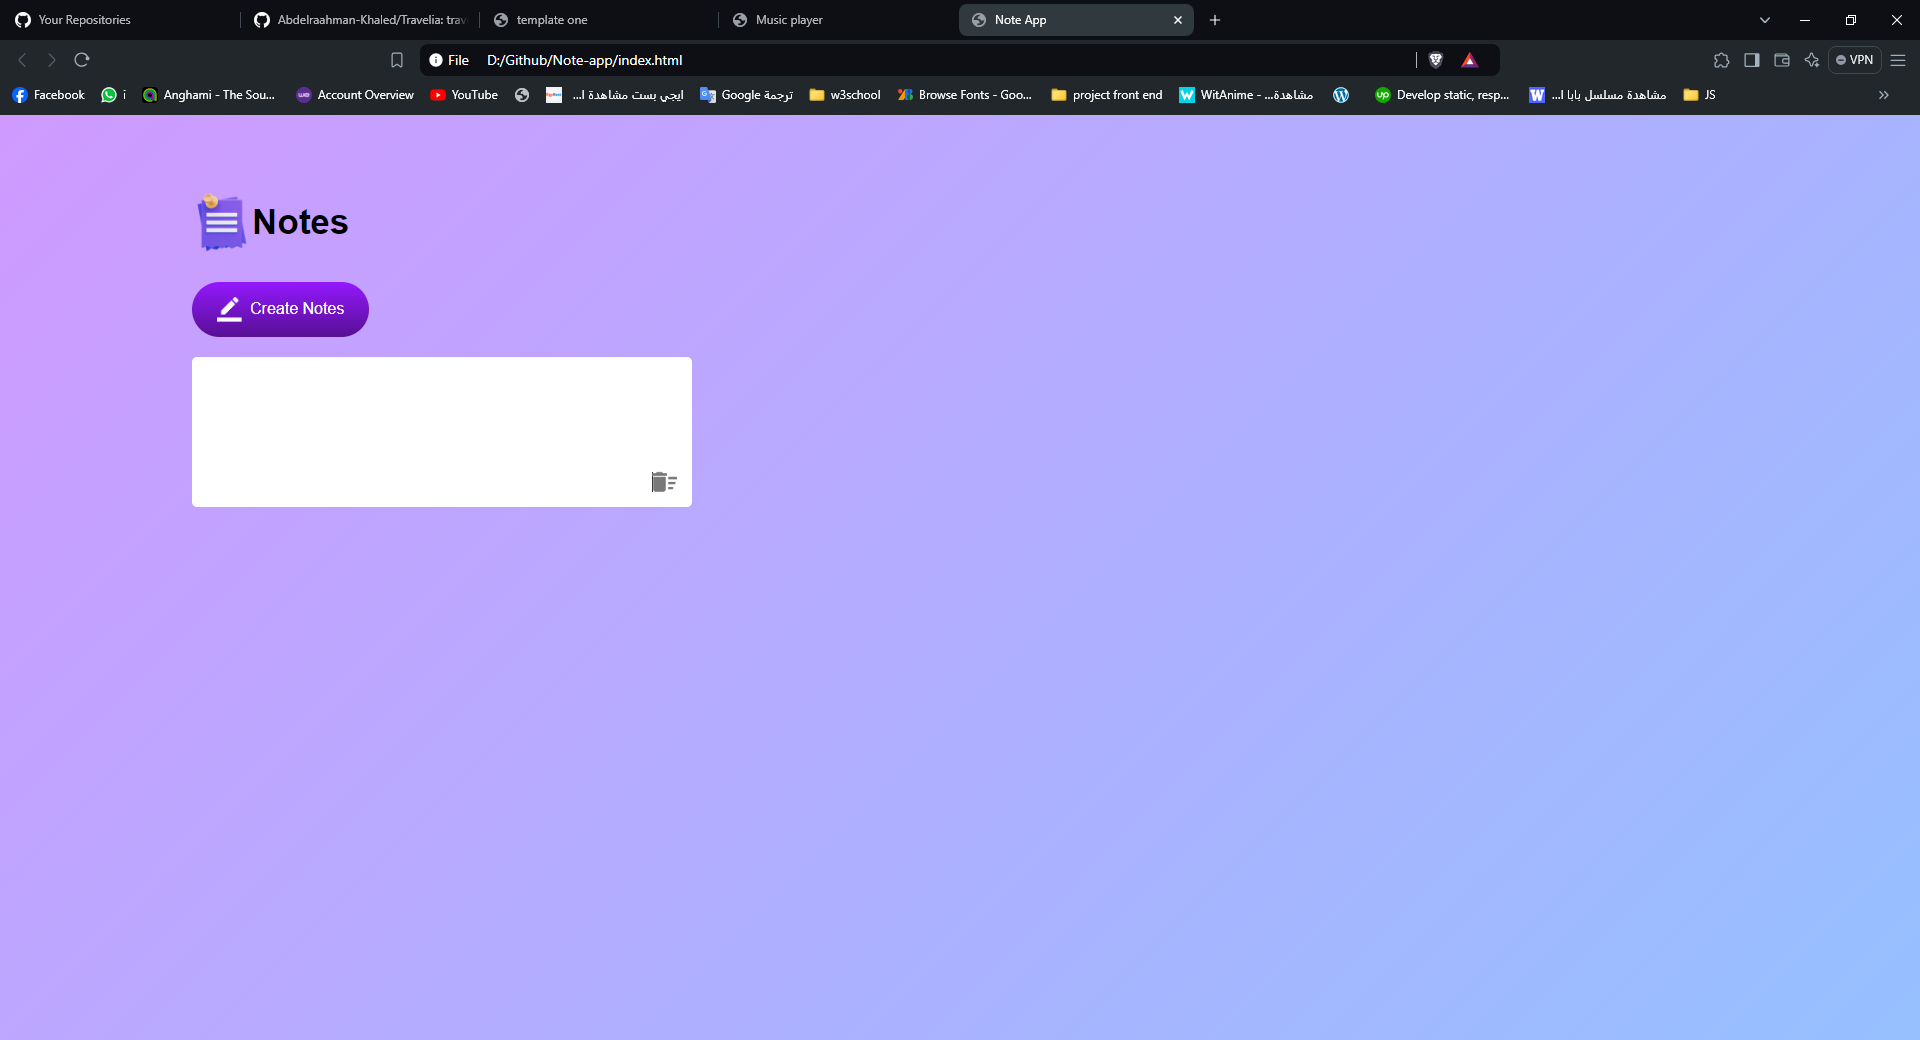 Your Repositories
Abdelraahman-Khaled/Travelia: trav
template one
Music player
Note App
File D:/Github/Note-app/index.html
VPN
Facebook
i
Anghami - The Sou...
Account Overview
YouTube
ايجي بست مشاهدة ا...
ترجمة Google
w3school
Browse Fonts - Goo...
project front end
WitAnime - مشاهدة...
Develop static, resp...
مشاهدة مسلسل بابا ا...
JS
Notes
Create Notes